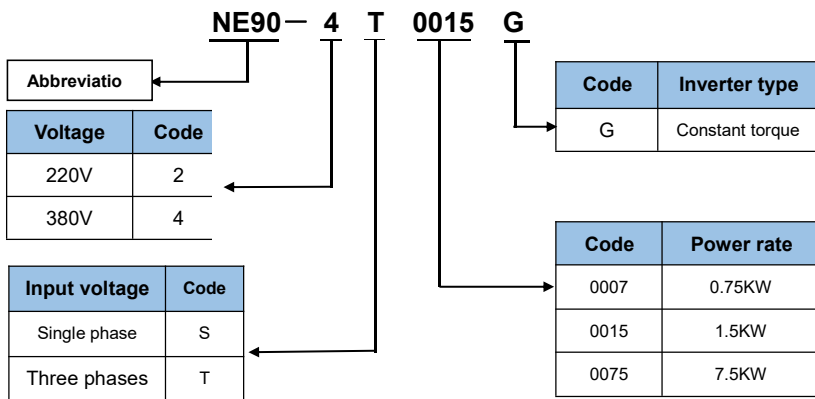 NE90— 4 T 0015 G
Abbreviatio
Voltage Code
220V 2
380V 4
Input voltage Code
Single phase S
Three phases T
Code Inverter type
G Constant torque
Code Power rate
0007 0.75KW
0015 1.5KW
0075 7.5KW